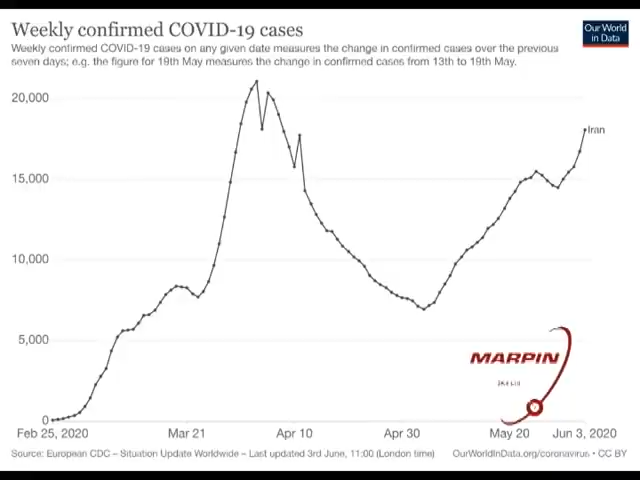 Weekly confirmed COVID-19 cases
Our World
in Data
Weekly confirmed COVID-19 cases on any given date measures the change in confirmed cases over the previous
seven days; e.g. the figure for 19th May measures the change in confirmed cases from 13th to 19th May.
20,000
Iran
15,000
10,000
5,000
MARPIN
0
Feb 25, 2020 Mar 21 Apr 10 Apr 30 May 20 Jun 3, 2020
Source: European CDC – Situation Update Worldwide – Last updated 3rd June, 11:00 (London time) OurWorldInData.org/coronavirus • CC BY